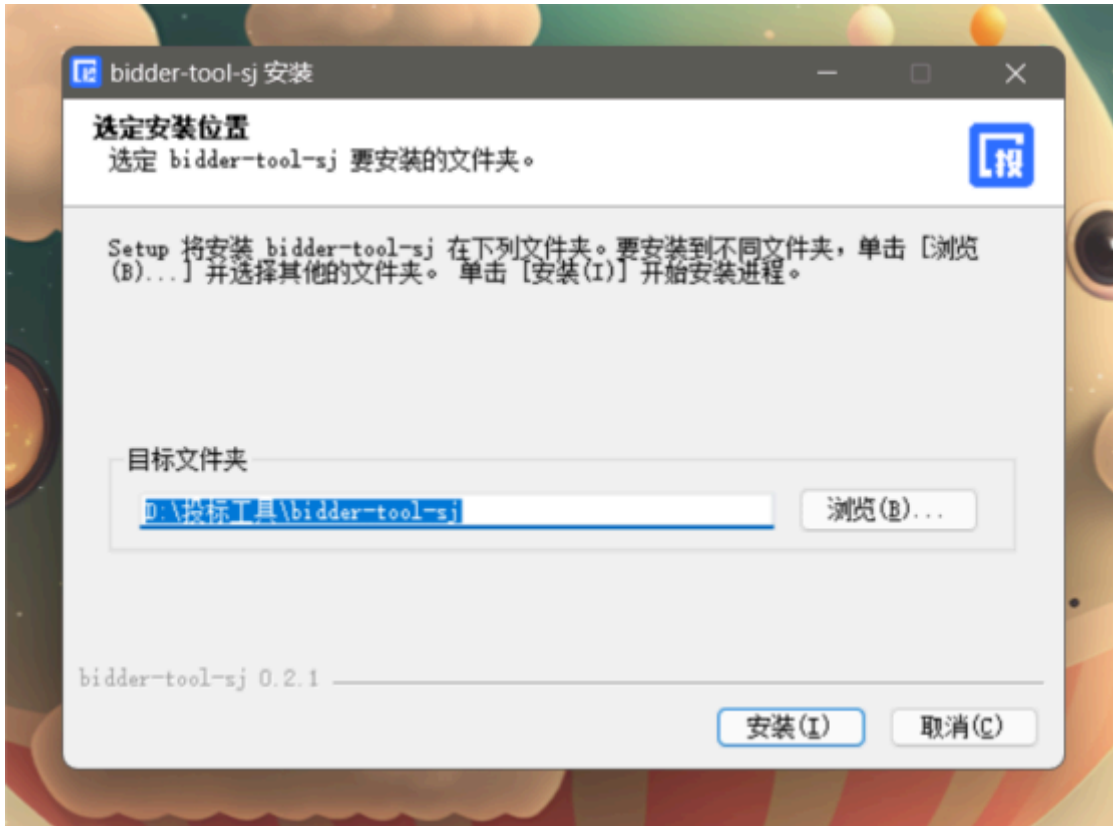 bidder-tool-sj 安装
选定安装位置
选定 bidder-tool-sj 要安装的文件夹。
投
Setup 将安装 bidder-tool-sj 在下列文件夹。要安装到不同文件夹，单击 [浏览
(B)...] 并选择其他的文件夹。 单击 [安装(I)] 开始安装进程。
目标文件夹
D:\投标工具\bidder-tool-sj
浏览(B)...
bidder-tool-sj 0.2.1
安装(I)
取消(C)